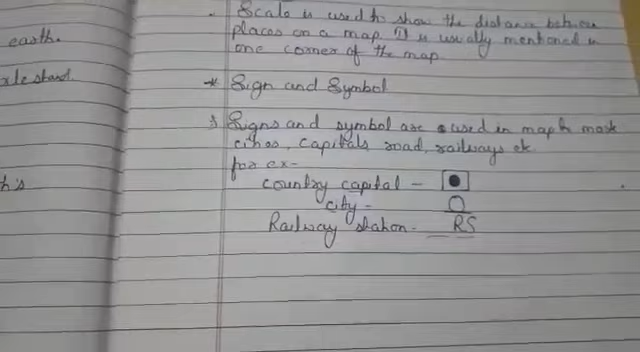 earth.
. Scale is used to show the distance between
places on a map. It is usually mentioned in
one corner of the map
* Sign and Symbol
Signs and symbol are used in map to mark
cities, capitals, road, railways etc
for ex-
th's
country capital -
city -
Railway station - RS